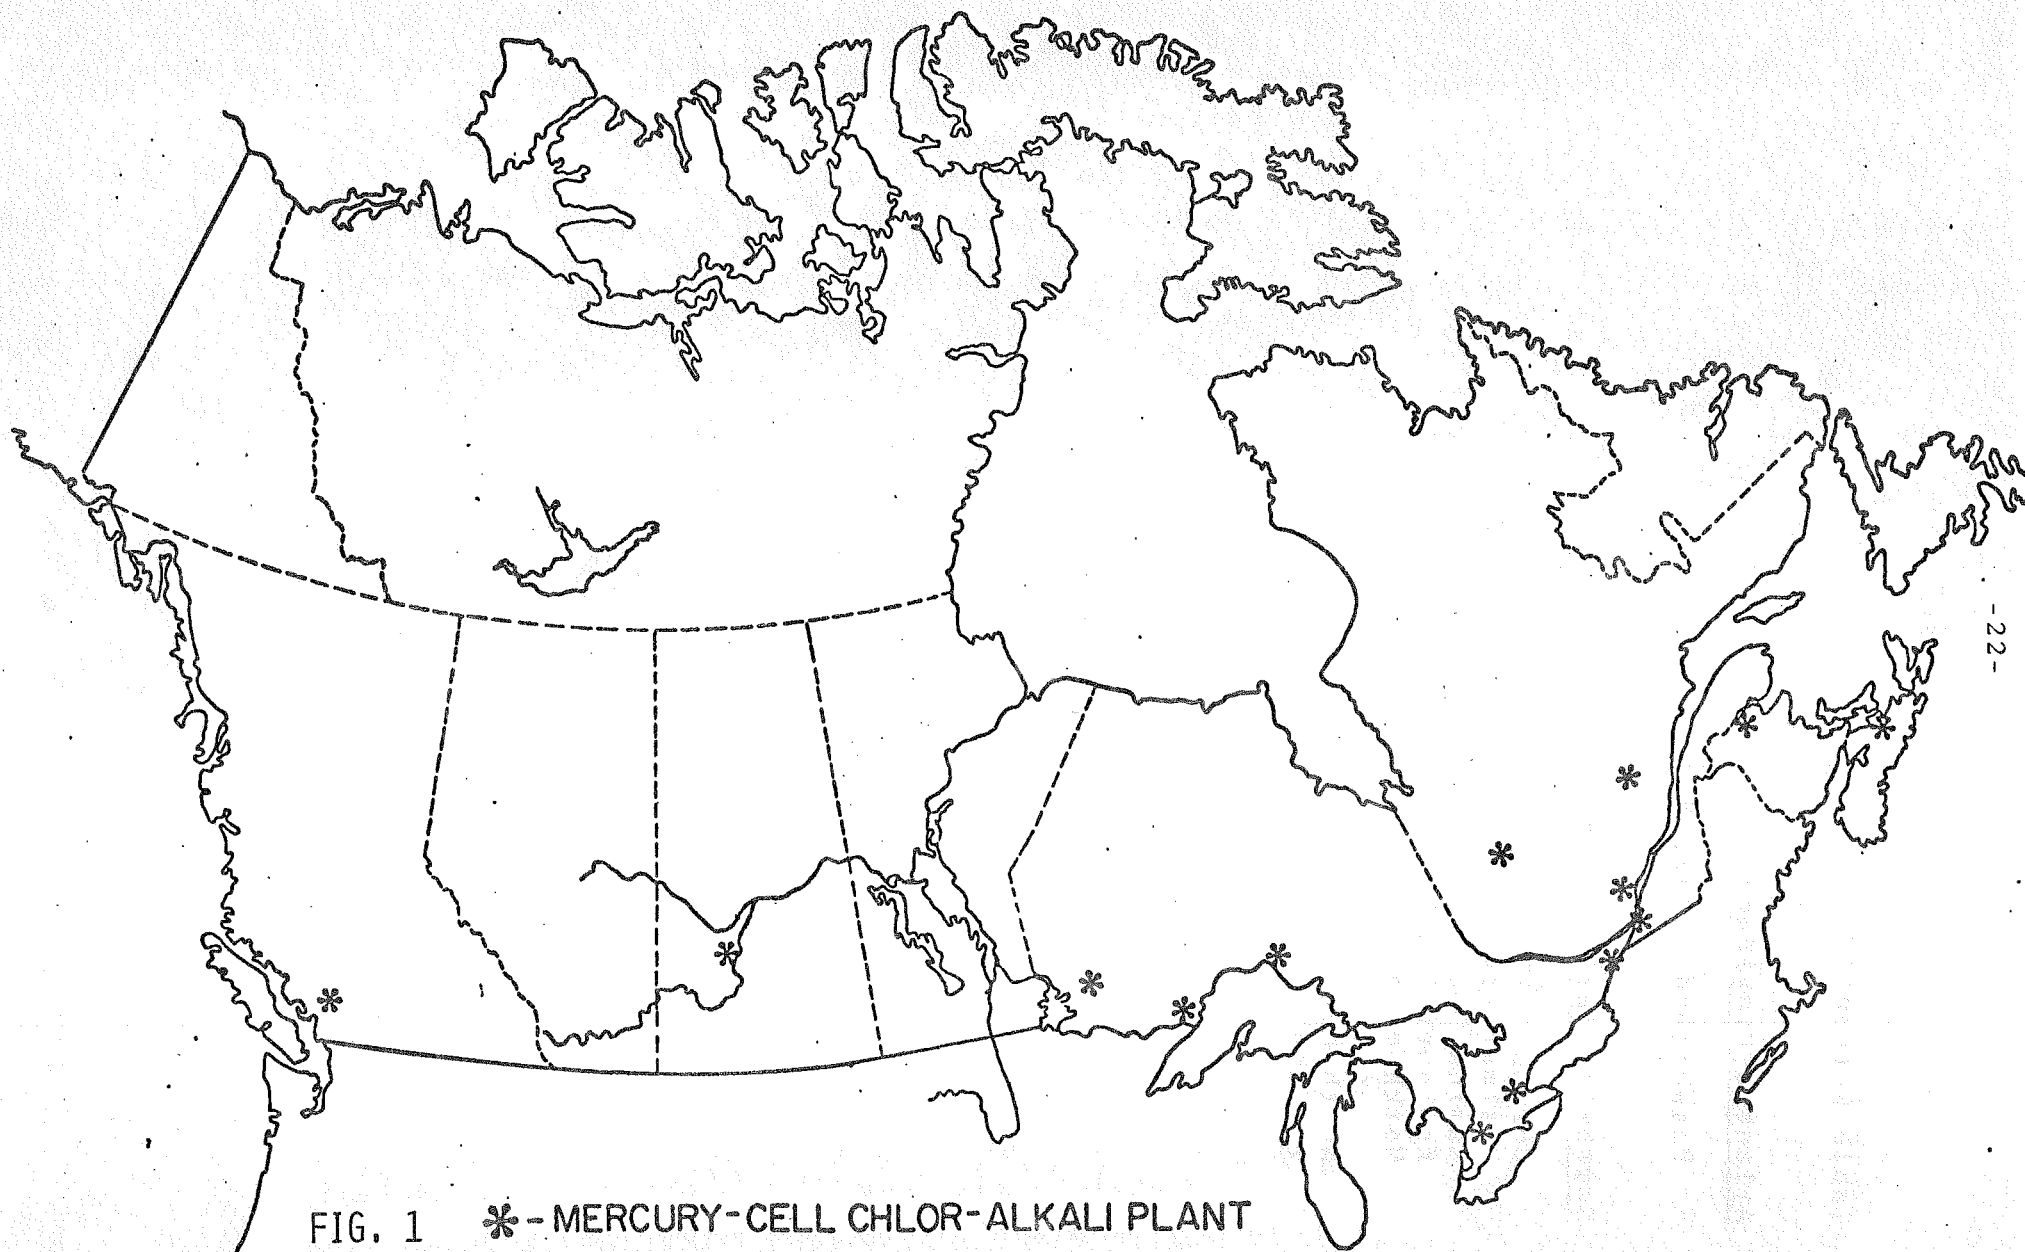 -22-
FIG. 1 *-MERCURY-CELL CHLOR-ALKALI PLANT